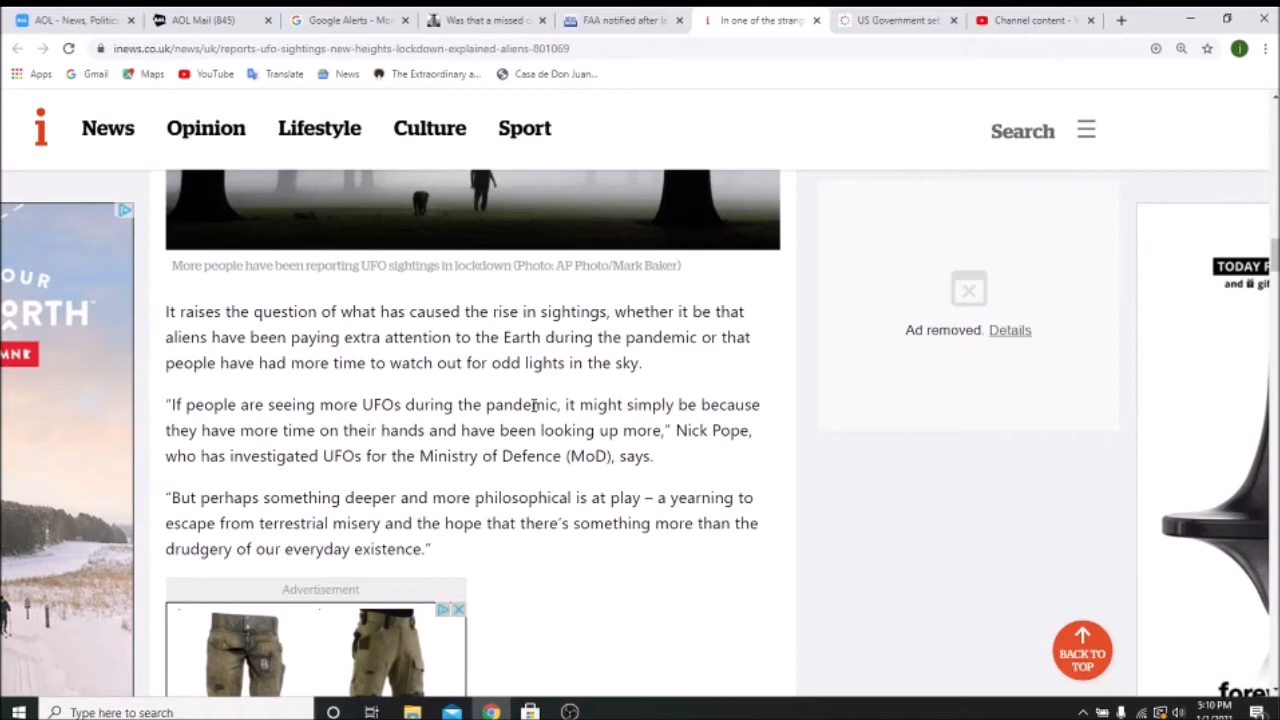 AOL - News, Politics
AOL Mail (845)
Google Alerts - Mon
Was that a missed c
FAA notified after la
In one of the strang
US Government set
Channel content - Y
inews.co.uk/news/uk/reports-ufo-sightings-new-heights-lockdown-explained-aliens-801069
Apps
Gmail
Maps
YouTube
Translate
News
The Extraordinary a...
Casa de Don Juan...
i
News
Opinion
Lifestyle
Culture
Sport
Search
More people have been reporting UFO sightings in lockdown (Photo: AP Photo/Mark Baker)
It raises the question of what has caused the rise in sightings, whether it be that
aliens have been paying extra attention to the Earth during the pandemic or that
people have had more time to watch out for odd lights in the sky.
“If people are seeing more UFOs during the pandemic, it might simply be because
they have more time on their hands and have been looking up more,” Nick Pope,
who has investigated UFOs for the Ministry of Defence (MoD), says.
“But perhaps something deeper and more philosophical is at play – a yearning to
escape from terrestrial misery and the hope that there’s something more than the
drudgery of our everyday existence.”
Advertisement
OUR
ORTH
Ad removed. Details
TODAY
and
BACK TO
TOP
Type here to search
5:10 PM